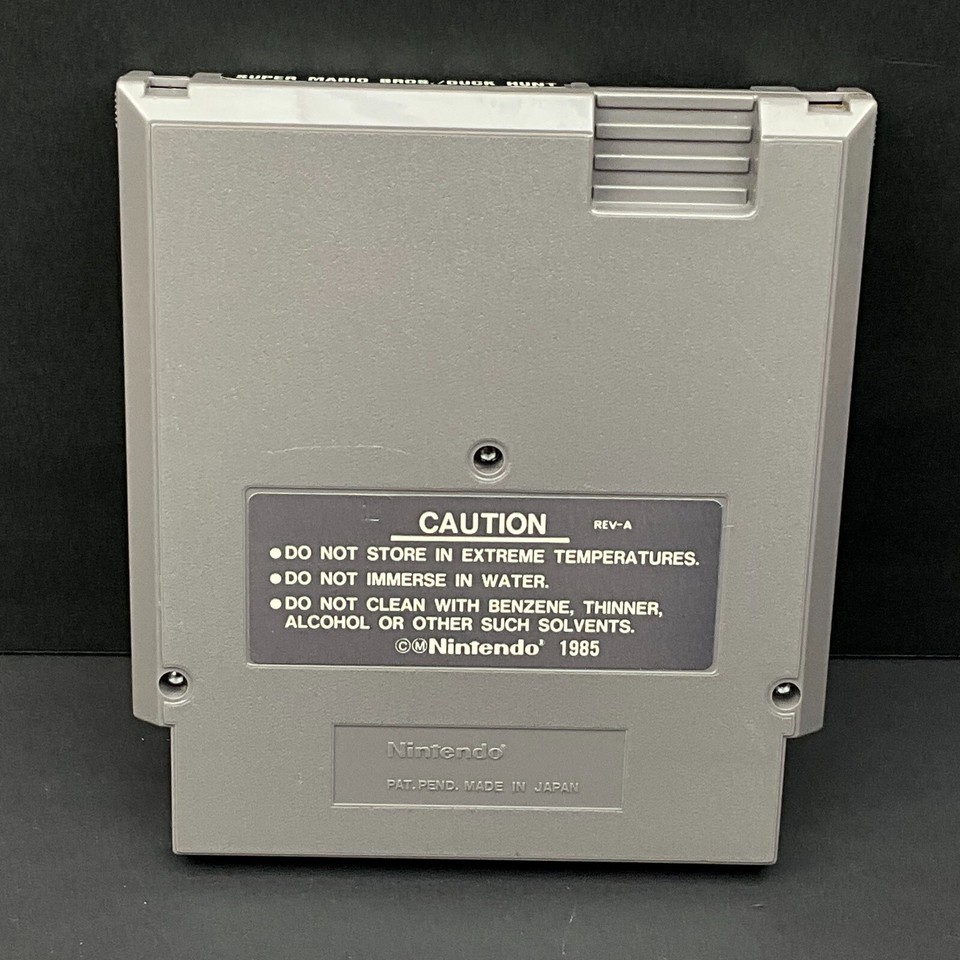 SUPER MARIO BROS./DUCK HUNT
CAUTION REV-A
●DO NOT STORE IN EXTREME TEMPERATURES.
●DO NOT IMMERSE IN WATER.
●DO NOT CLEAN WITH BENZENE, THINNER,
ALCOHOL OR OTHER SUCH SOLVENTS.
©ⓂNintendo® 1985
Nintendo®
PAT. PEND. MADE IN JAPAN